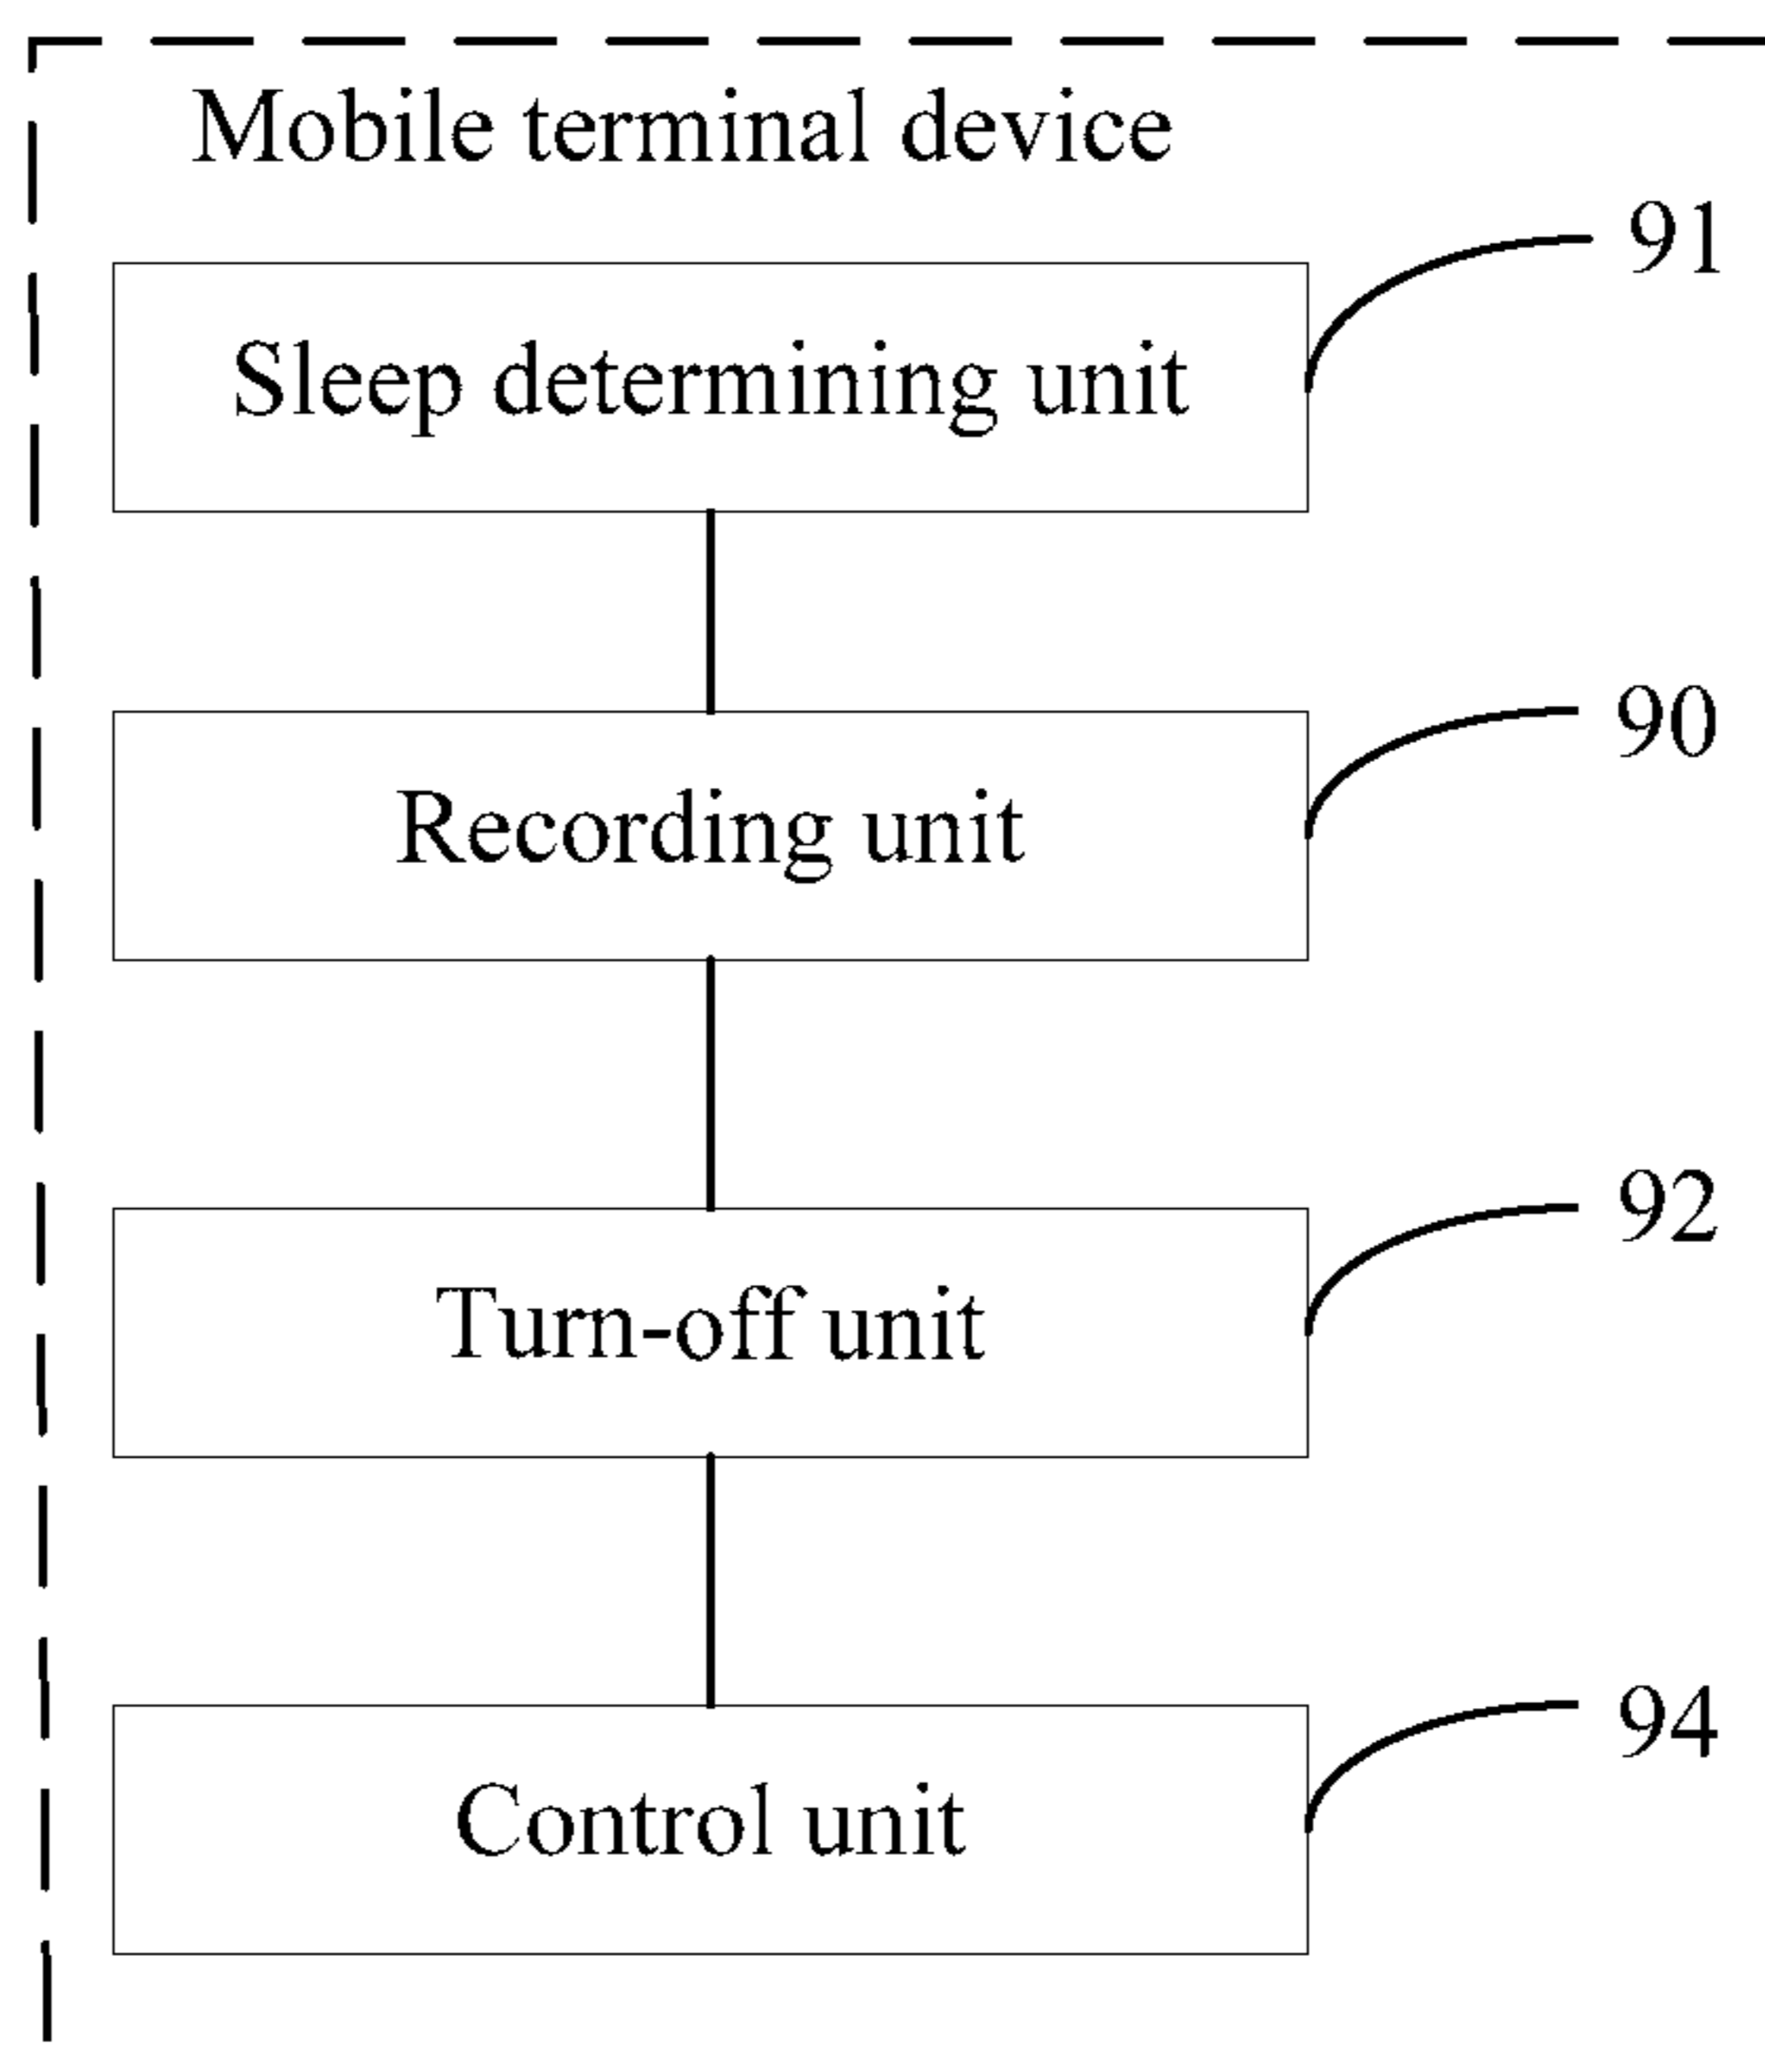 Mobile terminal device
91
Sleep determining unit
90
Recording unit
92
Turn-off unit
94
Control unit